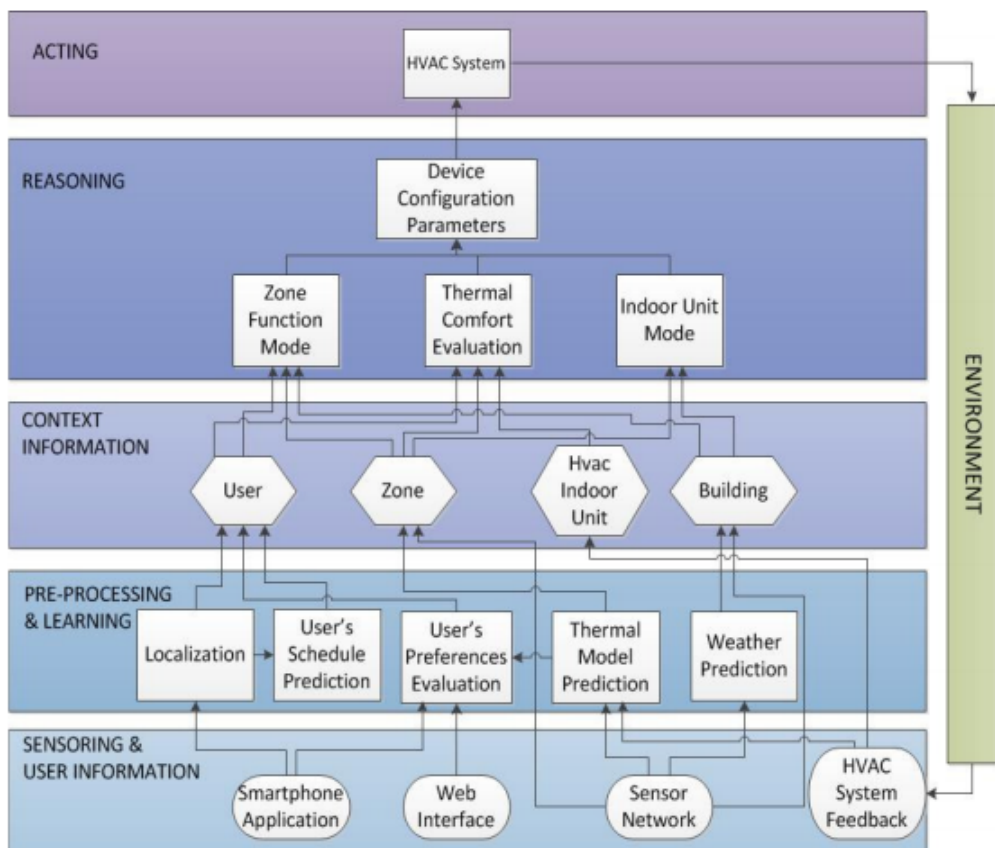 ACTING
HVAC System
REASONING
Device
Configuration
Parameters
Zone
Function
Mode
Thermal
Comfort
Evaluation
Indoor Unit
Mode
ENVIRONMENT
CONTEXT
INFORMATION
User
Zone
Hvac
Indoor
Unit
Building
PRE-PROCESSING
& LEARNING
Localization
User's
Schedule
Prediction
User's
Preferences
Evaluation
Thermal
Model
Prediction
Weather
Prediction
SENSORING &
USER INFORMATION
Smartphone
Application
Web
Interface
Sensor
Network
HVAC
System
Feedback